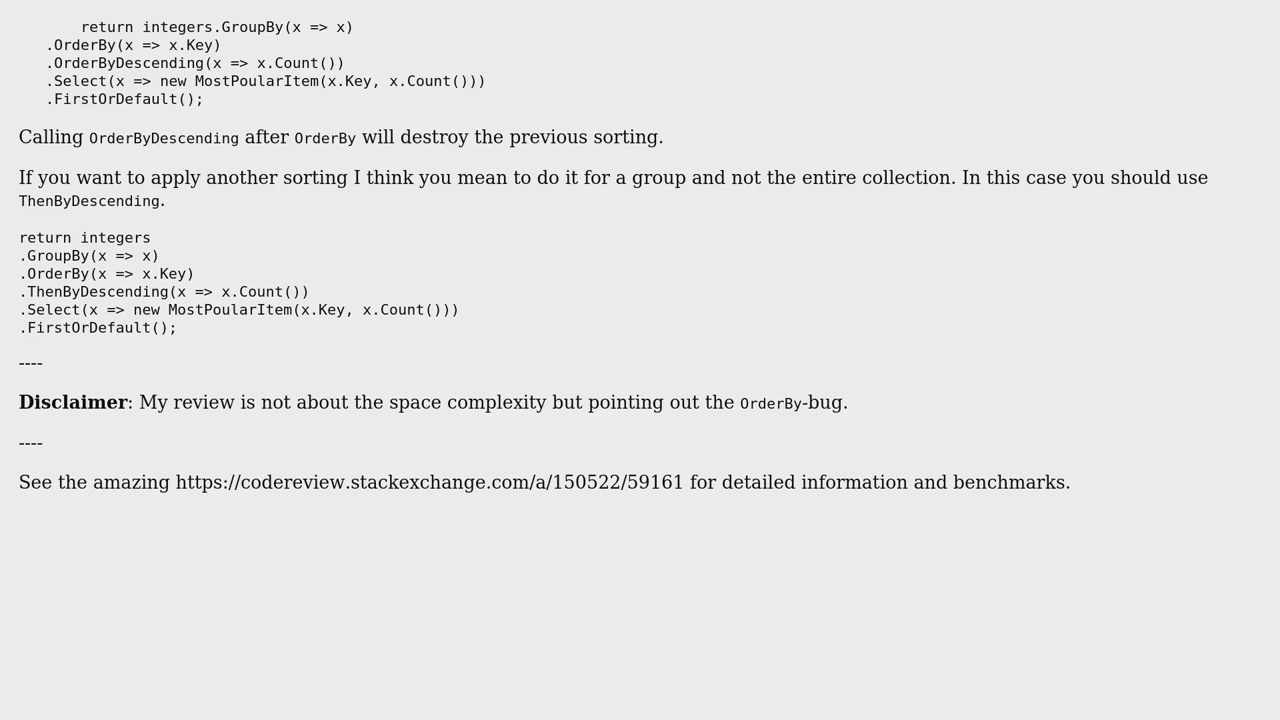 return integers.GroupBy(x => x)
    .OrderBy(x => x.Key)
    .OrderByDescending(x => x.Count())
    .Select(x => new MostPoularItem(x.Key, x.Count()))
    .FirstOrDefault();
Calling OrderByDescending after OrderBy will destroy the previous sorting.
If you want to apply another sorting I think you mean to do it for a group and not the entire collection. In this case you should use
ThenByDescending.
return integers
.GroupBy(x => x)
.OrderBy(x => x.Key)
.ThenByDescending(x => x.Count())
.Select(x => new MostPoularItem(x.Key, x.Count()))
.FirstOrDefault();
----
Disclaimer: My review is not about the space complexity but pointing out the OrderBy-bug.
----
See the amazing https://codereview.stackexchange.com/a/150522/59161 for detailed information and benchmarks.